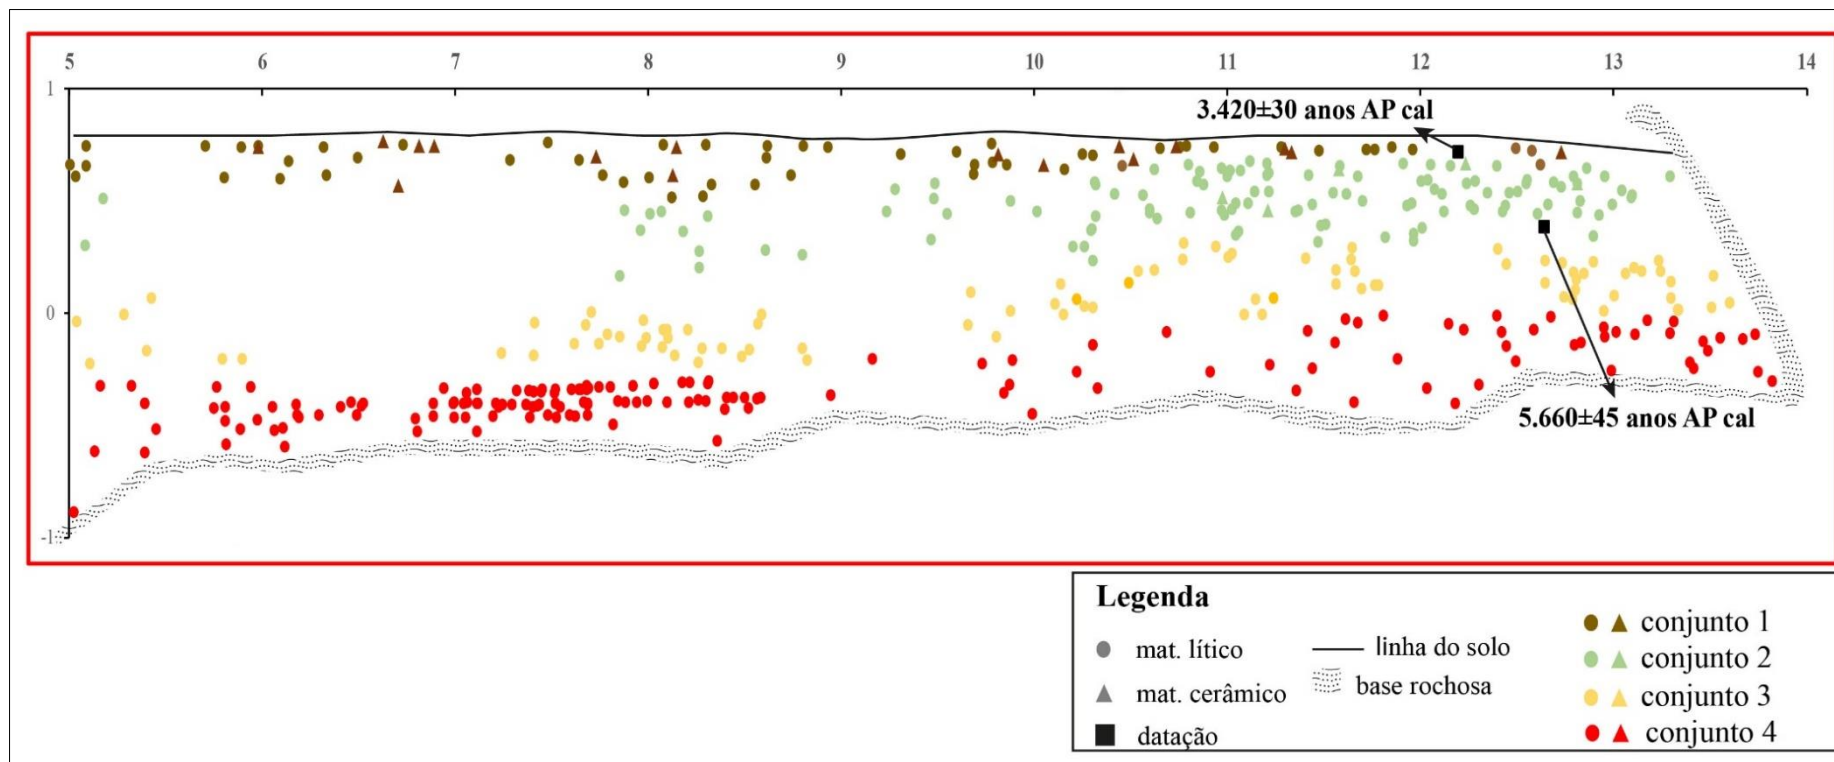 5 6 7 8 9 10 11 12 13 14
1
3.420±30 anos AP cal
0
5.660±45 anos AP cal
-1
Legenda
mat. lítico
mat. cerâmico
datação
linha do solo
base rochosa
conjunto 1
conjunto 2
conjunto 3
conjunto 4